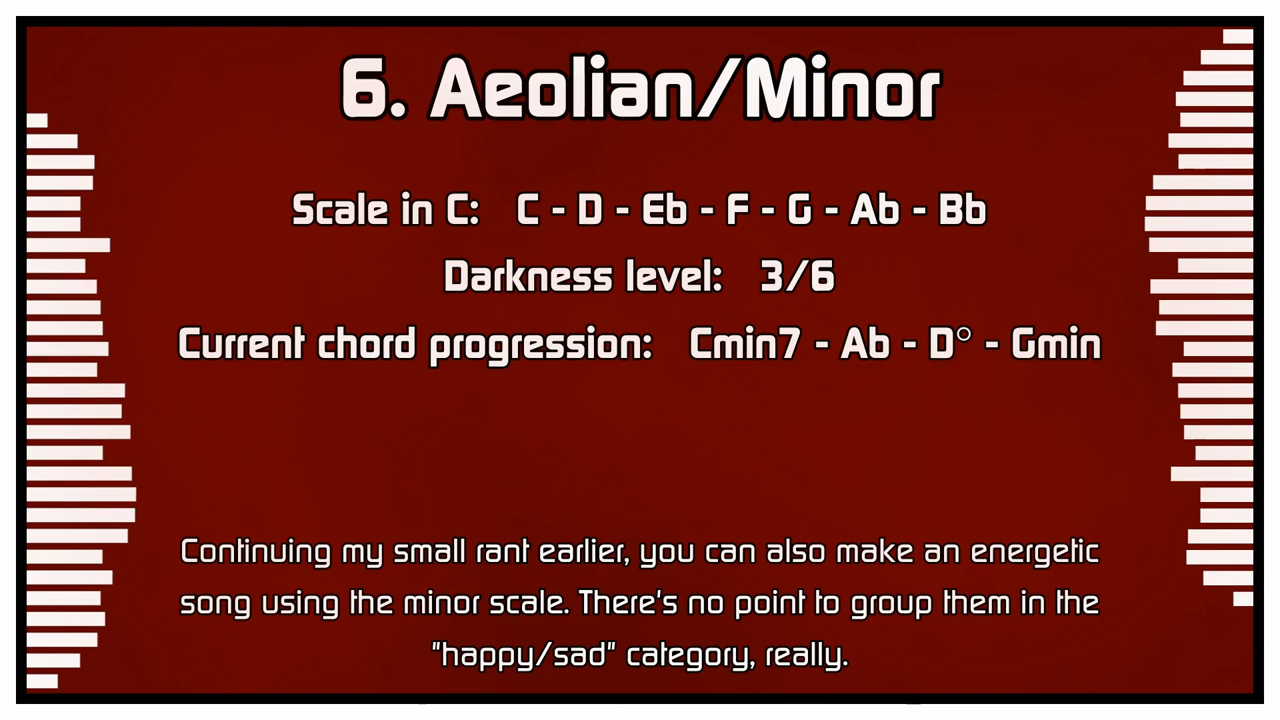 6. Aeolian/Minor
Scale in C: C - D - Eb - F - G - Ab - Bb
Darkness level: 3/6
Current chord progression: Cmin7 - Ab - D° - Gmin
Continuing my small rant earlier, you can also make an energetic
song using the minor scale. There's no point to group them in the
"happy/sad" category, really.